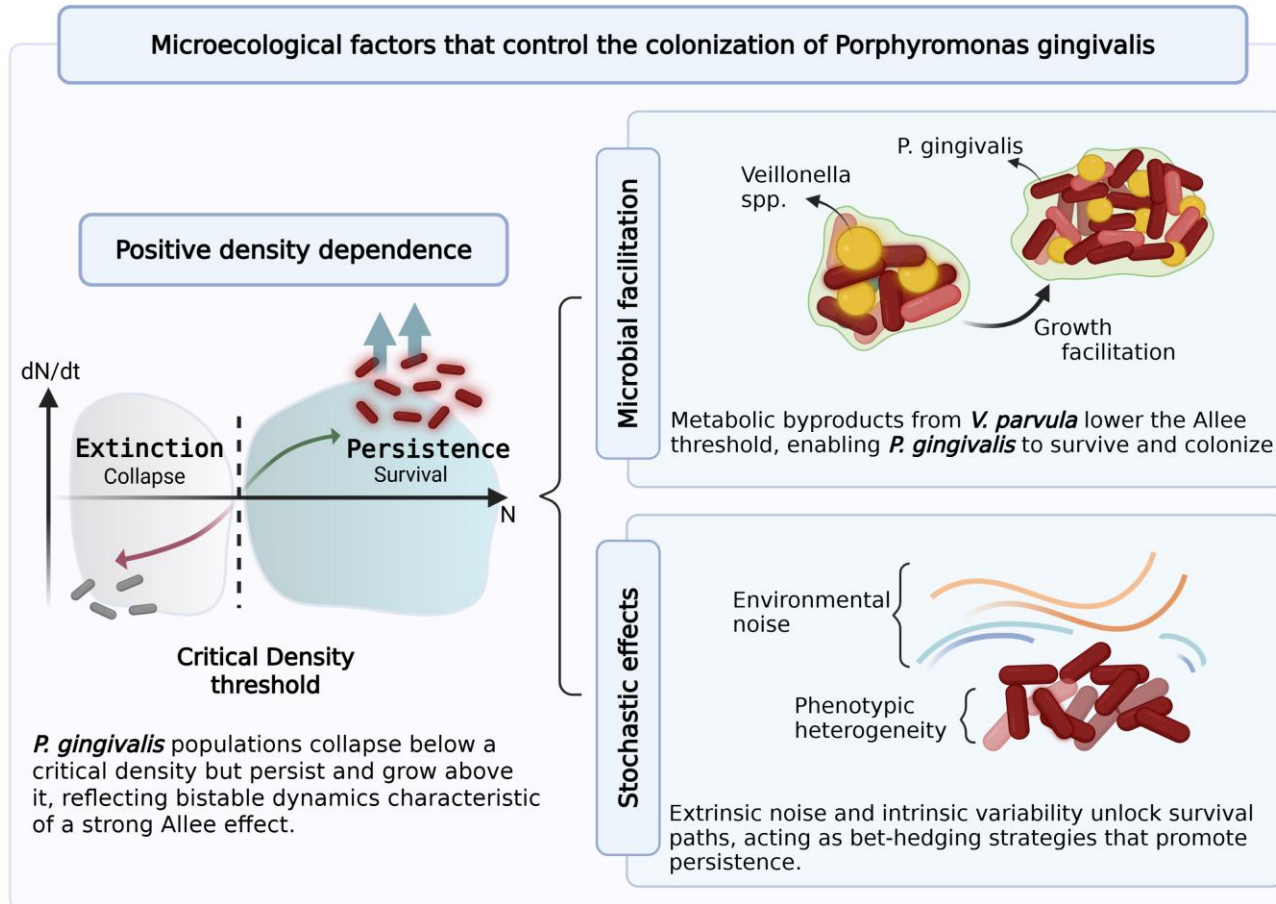 Microecological factors that control the colonization of Porphyromonas gingivalis
Positive density dependence
dN/dt
Extinction
Collapse
Persistence
Survival
N
Critical Density
threshold
P. gingivalis populations collapse below a
critical density but persist and grow above
it, reflecting bistable dynamics characteristic
of a strong Allee effect.
Microbial facilitation
Veillonella
spp.
P. gingivalis
Growth
facilitation
Metabolic byproducts from V. parvula lower the Allee
threshold, enabling P. gingivalis to survive and colonize
Stochastic effects
Environmental
noise
Phenotypic
heterogeneity
Extrinsic noise and intrinsic variability unlock survival
paths, acting as bet-hedging strategies that promote
persistence.